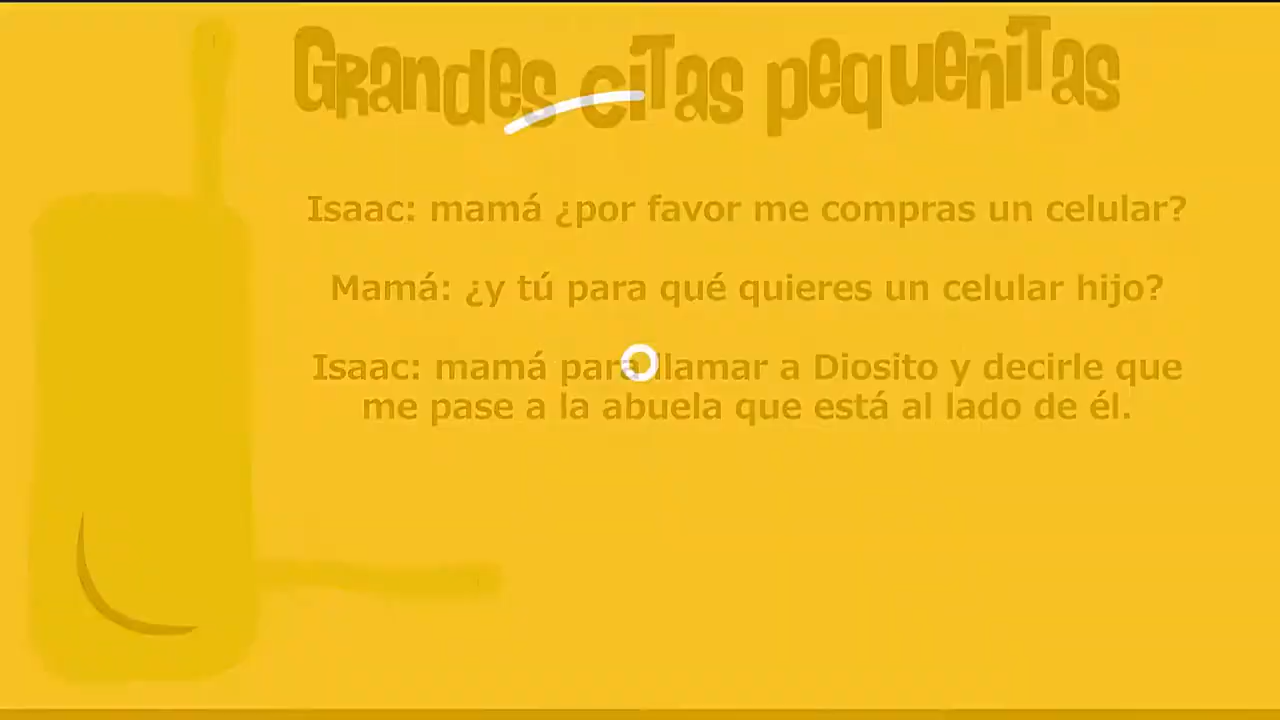 Grandes citas pequeñitas
Isaac: mamá ¿por favor me compras un celular?
Mamá: ¿y tú para qué quieres un celular hijo?
Isaac: mamá para llamar a Diosito y decirle que
me pase a la abuela que está al lado de él.